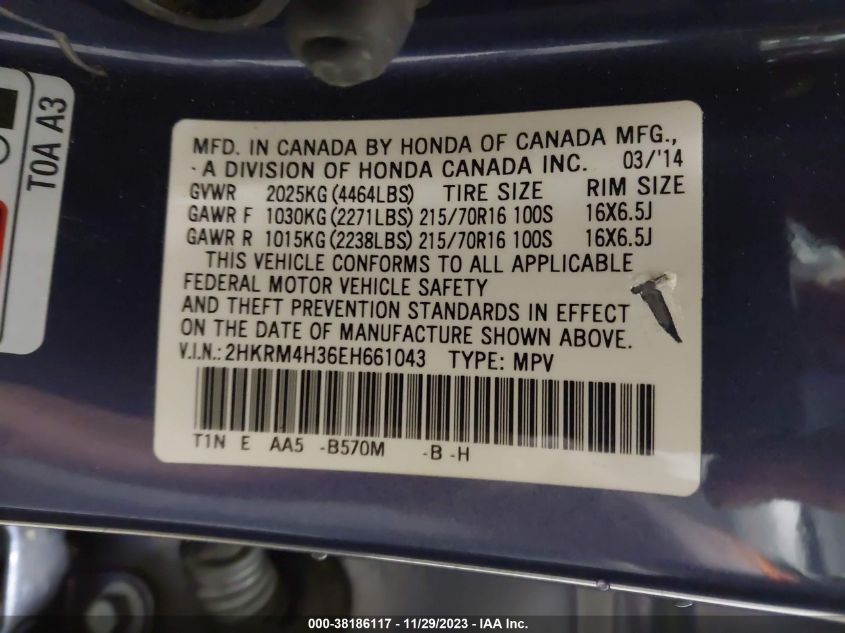 TOA A3
MFD. IN CANADA BY HONDA OF CANADA MFG.,
A DIVISION OF HONDA CANADA INC. 03/'14
GVWR 2025KG (4464LBS) TIRE SIZE RIM SIZE
GAWR F 1030KG (2271LBS) 215/70R16 100S 16X6.5J
GAWR R 1015KG (2238LBS) 215/70R16 100S 16X6.5J
THIS VEHICLE CONFORMS TO ALL APPLICABLE
FEDERAL MOTOR VEHICLE SAFETY
AND THEFT PREVENTION STANDARDS IN EFFECT
ON THE DATE OF MANUFACTURE SHOWN ABOVE.
V.I.N.: 2HKRM4H36EH661043 TYPE: MPV
T1N E AA5 -B570M -B -H
000-38186117 - 11/29/2023 - IAA Inc.